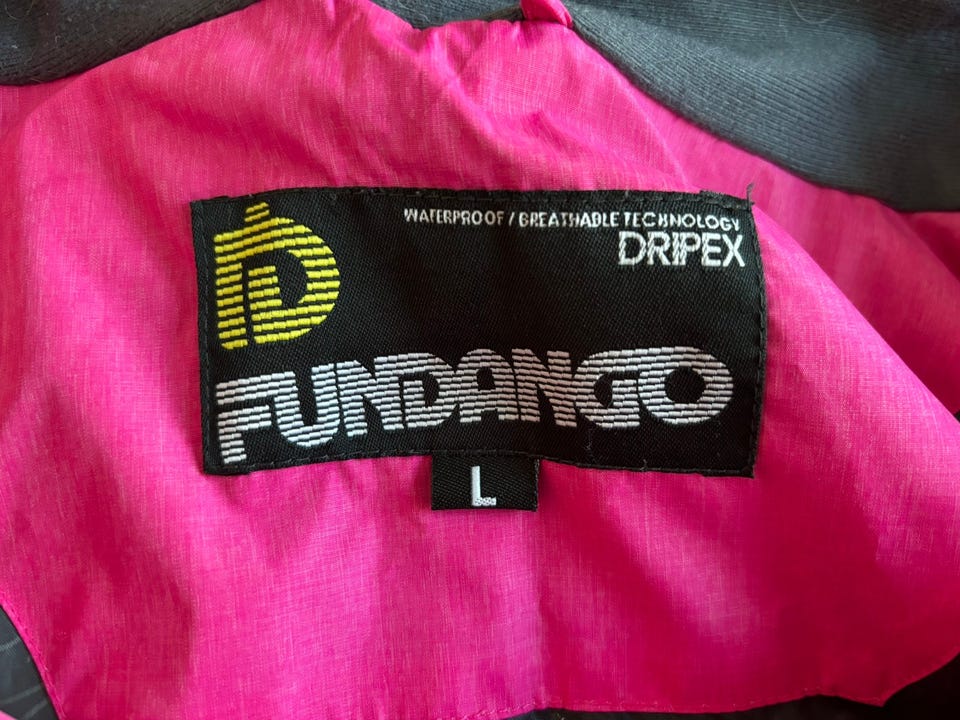 WATERPROOF / BREATHABLE TECHNOLOGY
DRIPEX
FUNDANGO
L